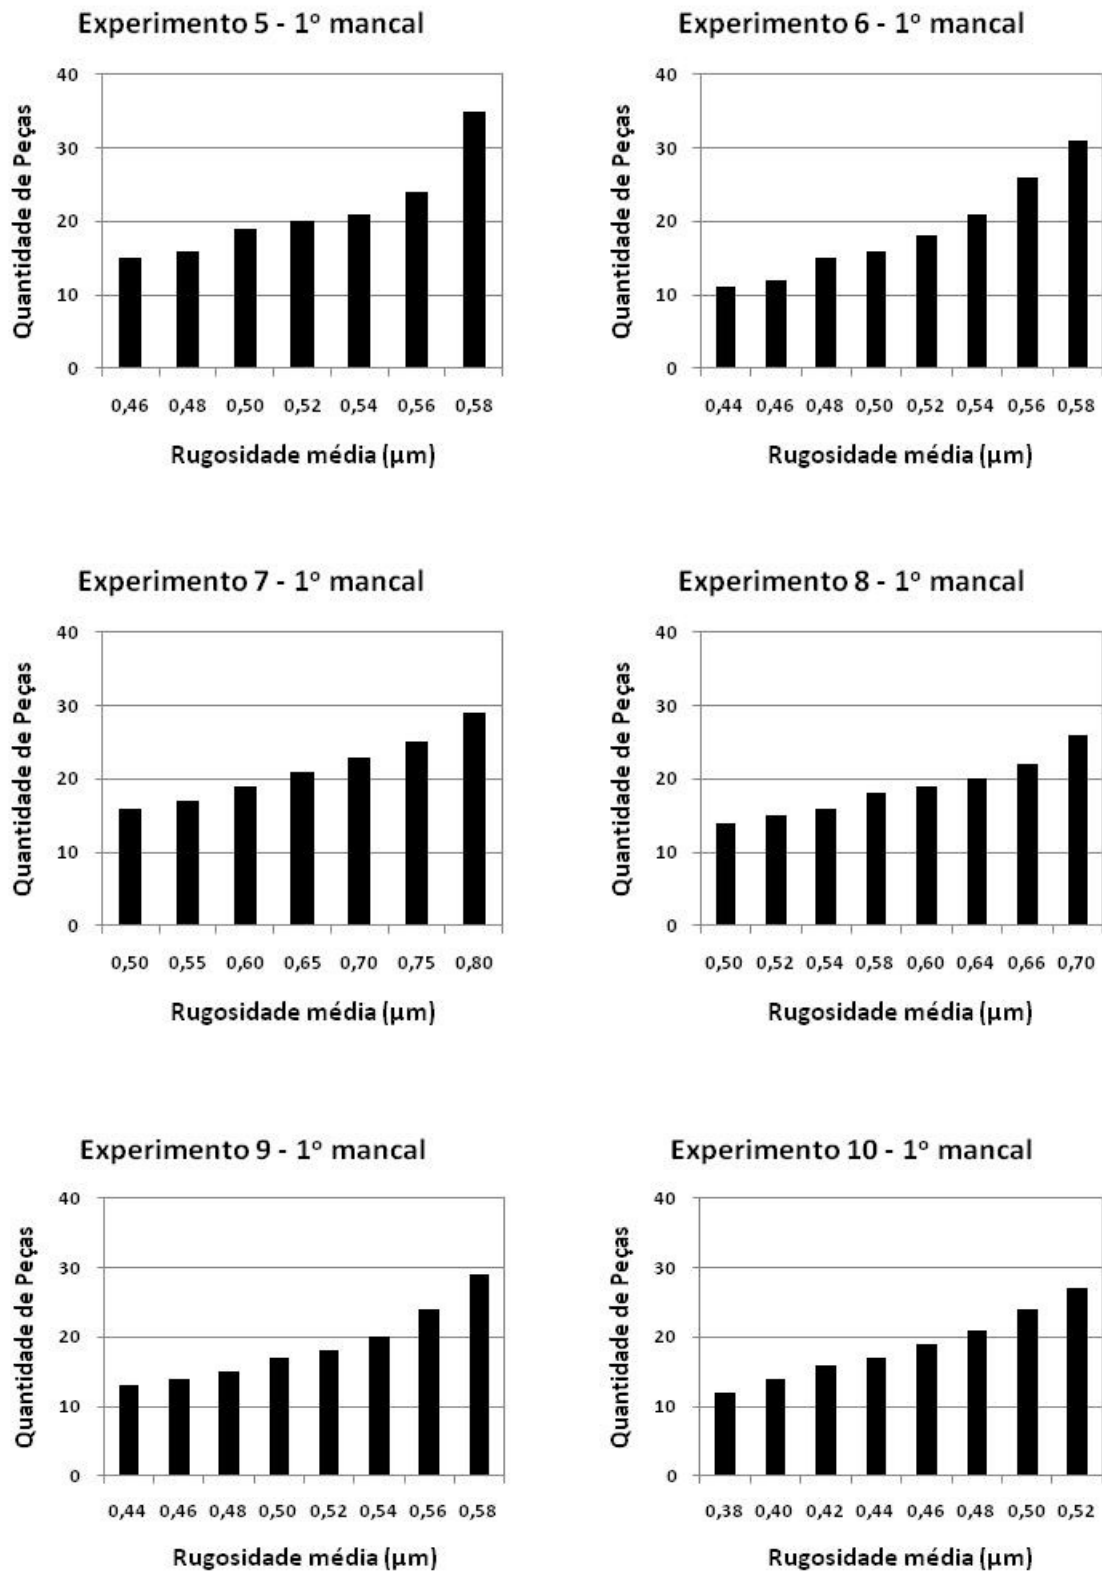 Experimento 5 - 1º mancal
Quantidade de Peças
40
30
20
10
0
0,46 0,48 0,50 0,52 0,54 0,56 0,58
Rugosidade média (µm)
Experimento 6 - 1º mancal
Quantidade de Peças
40
30
20
10
0
0,44 0,46 0,48 0,50 0,52 0,54 0,56 0,58
Rugosidade média (µm)
Experimento 7 - 1º mancal
Quantidade de Peças
40
30
20
10
0
0,50 0,55 0,60 0,65 0,70 0,75 0,80
Rugosidade média (µm)
Experimento 8 - 1º mancal
Quantidade de Peças
40
30
20
10
0
0,50 0,52 0,54 0,58 0,60 0,64 0,66 0,70
Rugosidade média (µm)
Experimento 9 - 1º mancal
Quantidade de Peças
40
30
20
10
0
0,44 0,46 0,48 0,50 0,52 0,54 0,56 0,58
Rugosidade média (µm)
Experimento 10 - 1º mancal
Quantidade de Peças
40
30
20
10
0
0,38 0,40 0,42 0,44 0,46 0,48 0,50 0,52
Rugosidade média (µm)